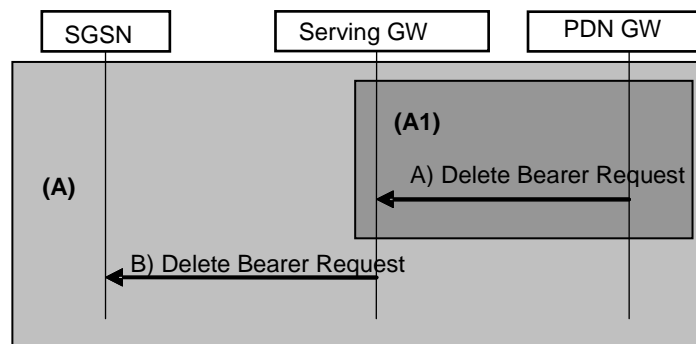 SGSN
Serving GW
PDN GW
(A1)
(A)
A) Delete Bearer Request
B) Delete Bearer Request